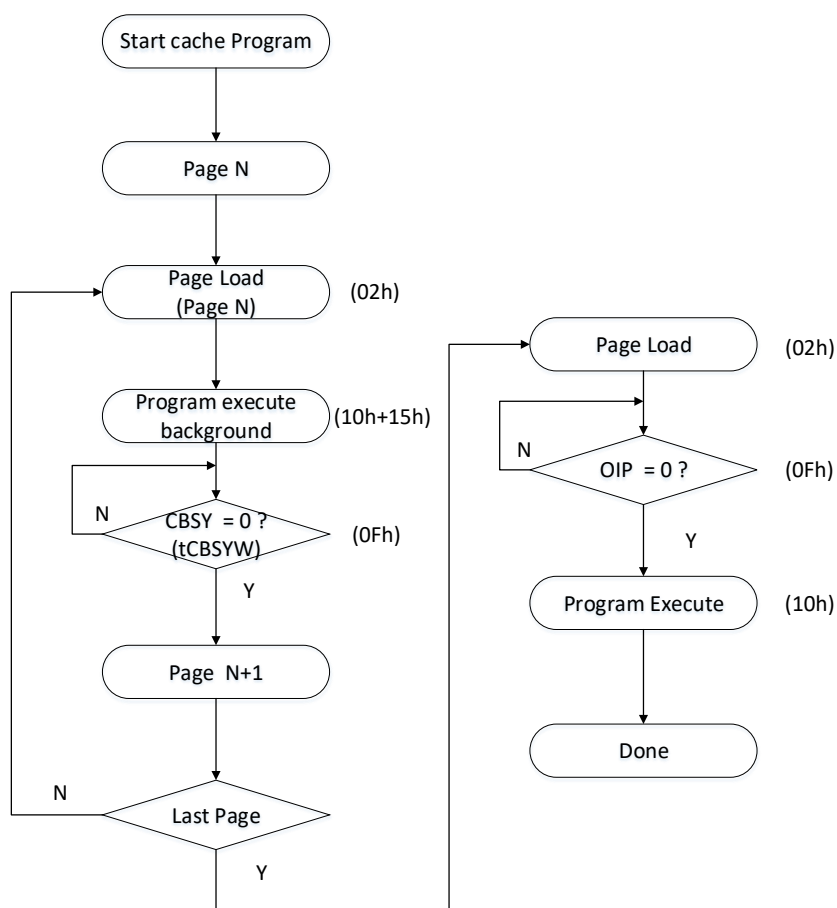 Start cache Program
Page N
Page Load
(Page N)
(02h)
Program execute
background
(10h+15h)
N
CBSY = 0 ?
(tCBSYW)
(0Fh)
Y
Page N+1
N
Last Page
Y
Page Load
(02h)
N
OIP = 0 ?
(0Fh)
Y
Program Execute
(10h)
Done